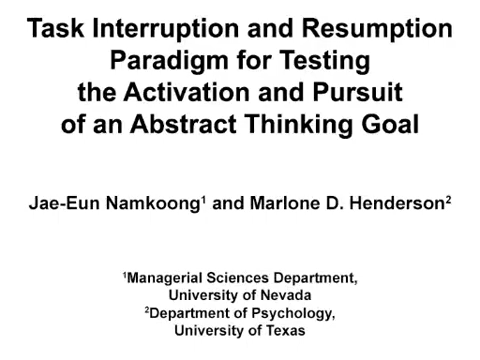 Task Interruption and Resumption
Paradigm for Testing
the Activation and Pursuit
of an Abstract Thinking Goal
Jae-Eun Namkoong¹ and Marlone D. Henderson²
¹Managerial Sciences Department,
University of Nevada
²Department of Psychology,
University of Texas